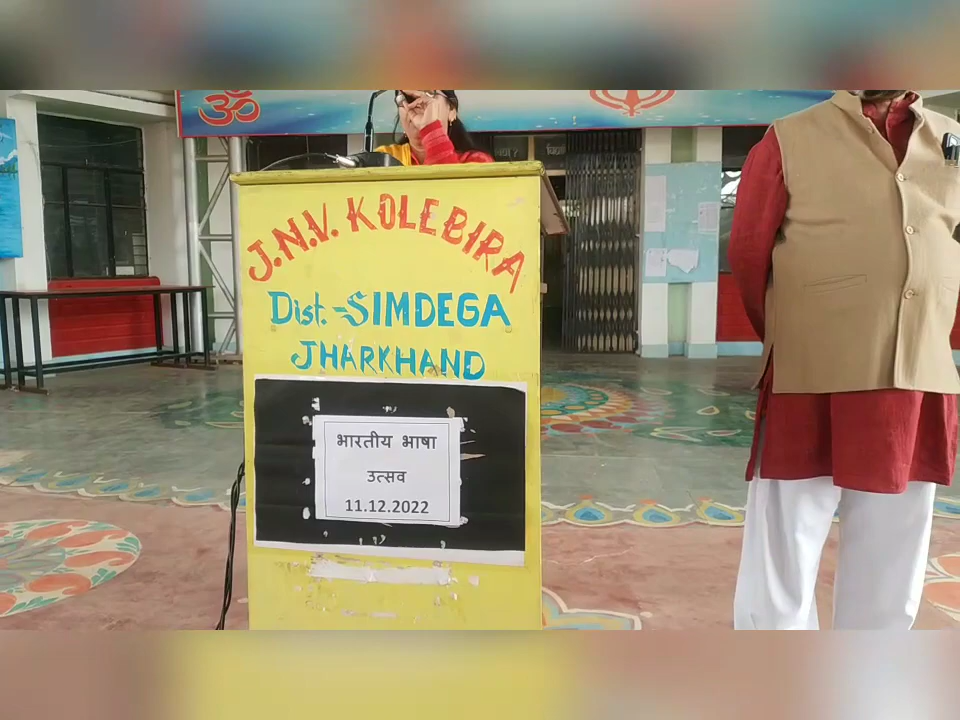 J.N.V. KOLEBIRA
Dist.-SIMDEGA
JHARKHAND
भारतीय भाषा
उत्सव
11.12.2022